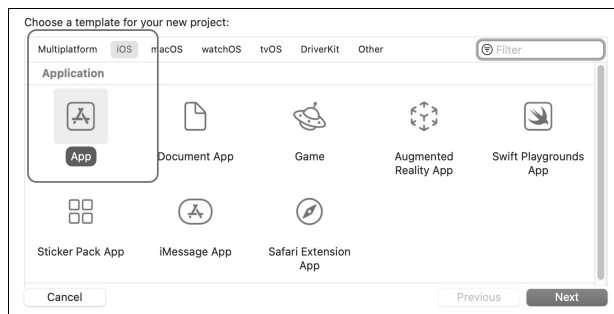 Choose a template for your new project:
Multiplatform iOS macOS watchOS tvOS DriverKit Other Filter
Application
App Document App Game Augmented Reality App Swift Playgrounds App
Sticker Pack App iMessage App Safari Extension App
Cancel Previous Next